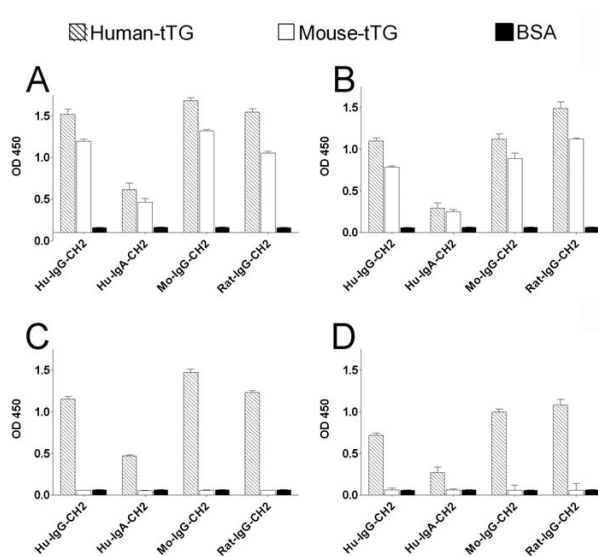 Human-tTG Mouse-tTG BSA
A
OD 450
1.5
1.0
0.5
0.0
Hu-IgG-CH2
Hu-IgA-CH2
Mo-IgG-CH2
Rat-IgG-CH2
B
OD 450
1.5
1.0
0.5
0.0
Hu-IgG-CH2
Hu-IgA-CH2
Mo-IgG-CH2
Rat-IgG-CH2
C
OD 450
1.5
1.0
0.5
0.0
Hu-IgG-CH2
Hu-IgA-CH2
Mo-IgG-CH2
Rat-IgG-CH2
D
OD 450
1.5
1.0
0.5
0.0
Hu-IgG-CH2
Hu-IgA-CH2
Mo-IgG-CH2
Rat-IgG-CH2